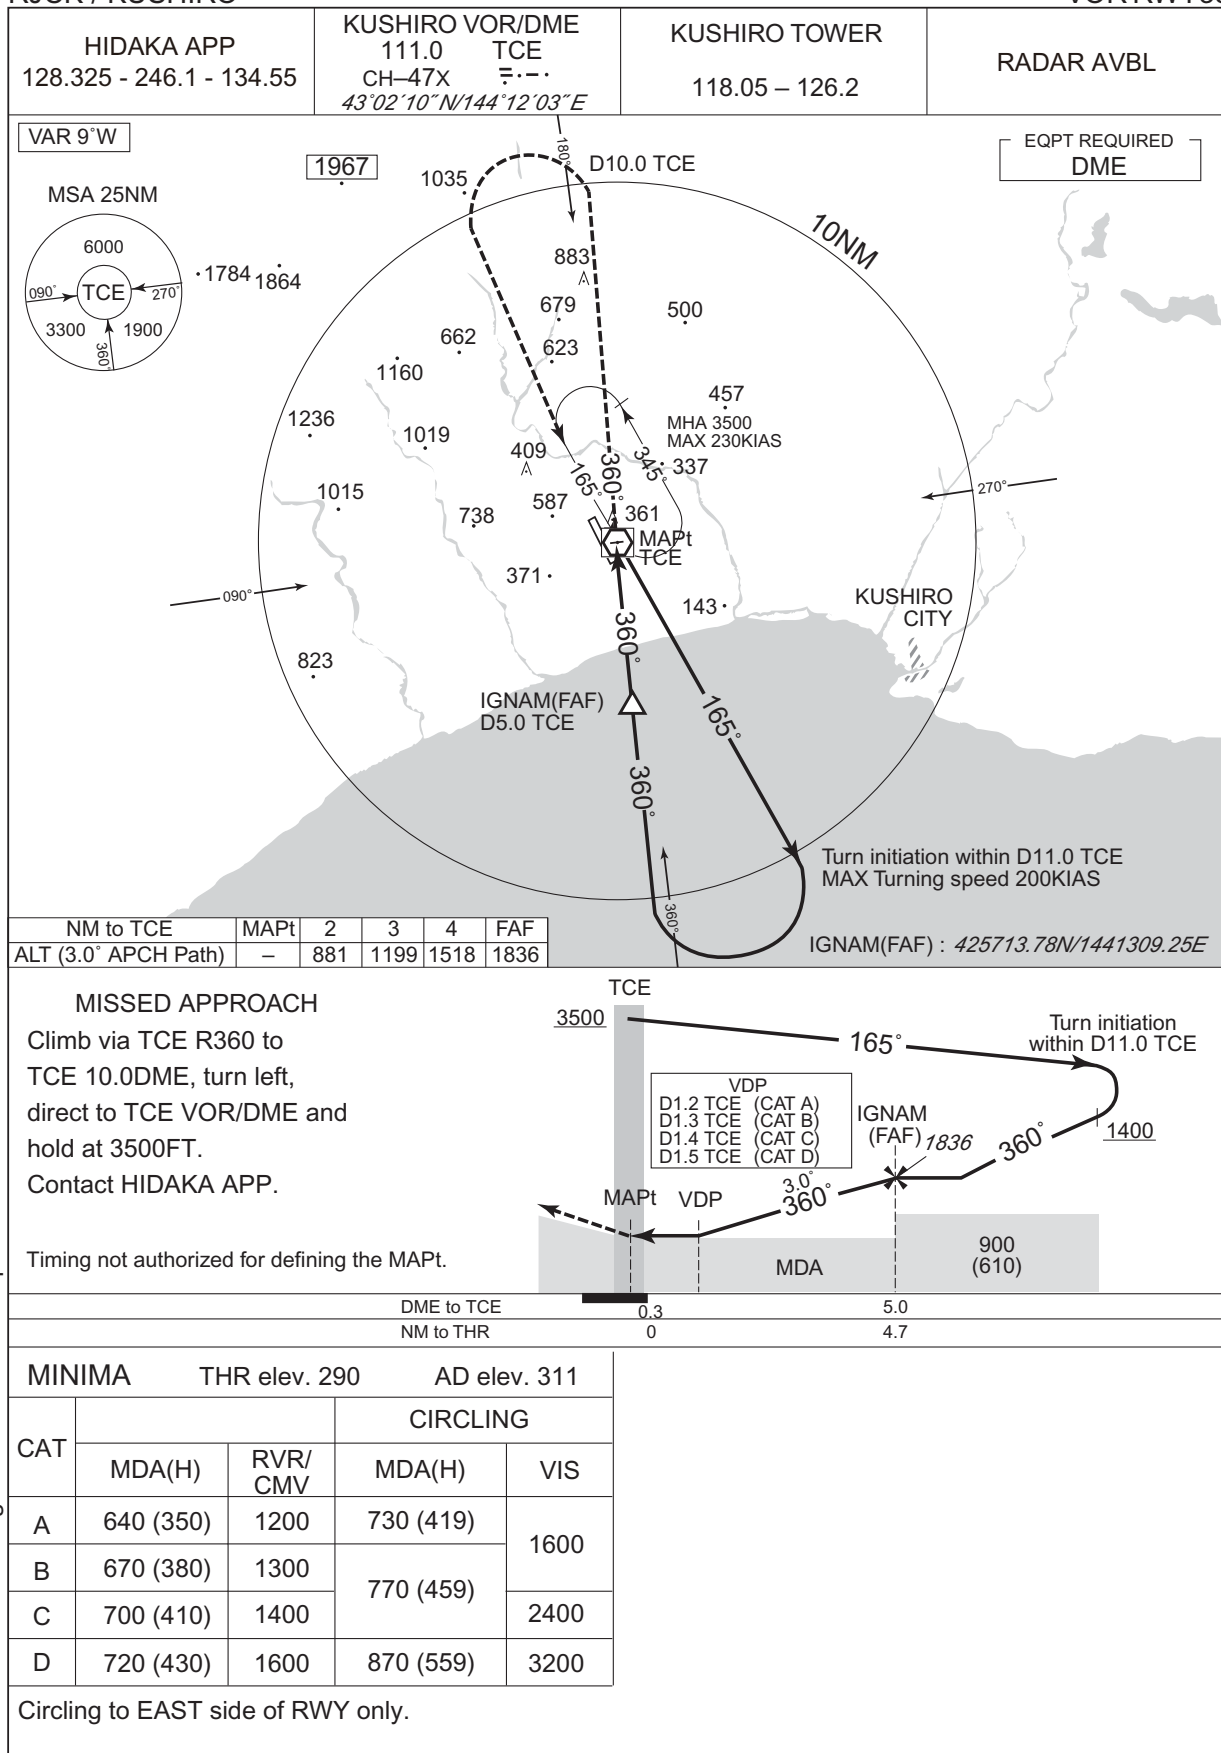 RJCK / KUSHIRO
HIDAKA APP
128.325 - 246.1 - 134.55
KUSHIRO VOR/DME
111.0 TCE
CH–47X
43°02´10˝N/144°12´03˝E
KUSHIRO TOWER
118.05 – 126.2
RADAR AVBL
VAR 9°W
MSA 25NM
6000
TCE
090°
270°
3300
1900
360°
1967
1035
180°
D10.0 TCE
EQPT REQUIRED
DME
10NM
1784
1864
883
679
500
662
623
1160
457
MHA 3500
MAX 230KIAS
1236
1019
409
165°
360°
345°
337
1015
738
587
361
270°
MAPt
TCE
371
090°
143
KUSHIRO
CITY
360°
823
IGNAM(FAF)
D5.0 TCE
165°
360°
Turn initiation within D11.0 TCE
MAX Turning speed 200KIAS
360°
IGNAM(FAF) : 425713.78N/1441309.25E
NM to TCE MAPt 2 3 4 FAF
ALT (3.0° APCH Path) – 881 1199 1518 1836
MISSED APPROACH
Climb via TCE R360 to
TCE 10.0DME, turn left,
direct to TCE VOR/DME and
hold at 3500FT.
Contact HIDAKA APP.
Timing not authorized for defining the MAPt.
TCE
3500
165°
Turn initiation
within D11.0 TCE
VDP
D1.2 TCE (CAT A)
D1.3 TCE (CAT B)
D1.4 TCE (CAT C)
D1.5 TCE (CAT D)
IGNAM
(FAF)
1836
360°
1400
MAPt
VDP
3.0°
360°
MDA
900
(610)
DME to TCE 0.3 5.0
NM to THR 0 4.7
MINIMA THR elev. 290 AD elev. 311
CAT
CIRCLING
MDA(H)
RVR/
CMV
MDA(H)
VIS
A 640 (350) 1200 730 (419)
1600
B 670 (380) 1300
770 (459)
C 700 (410) 1400
2400
D 720 (430) 1600 870 (559) 3200
Circling to EAST side of RWY only.